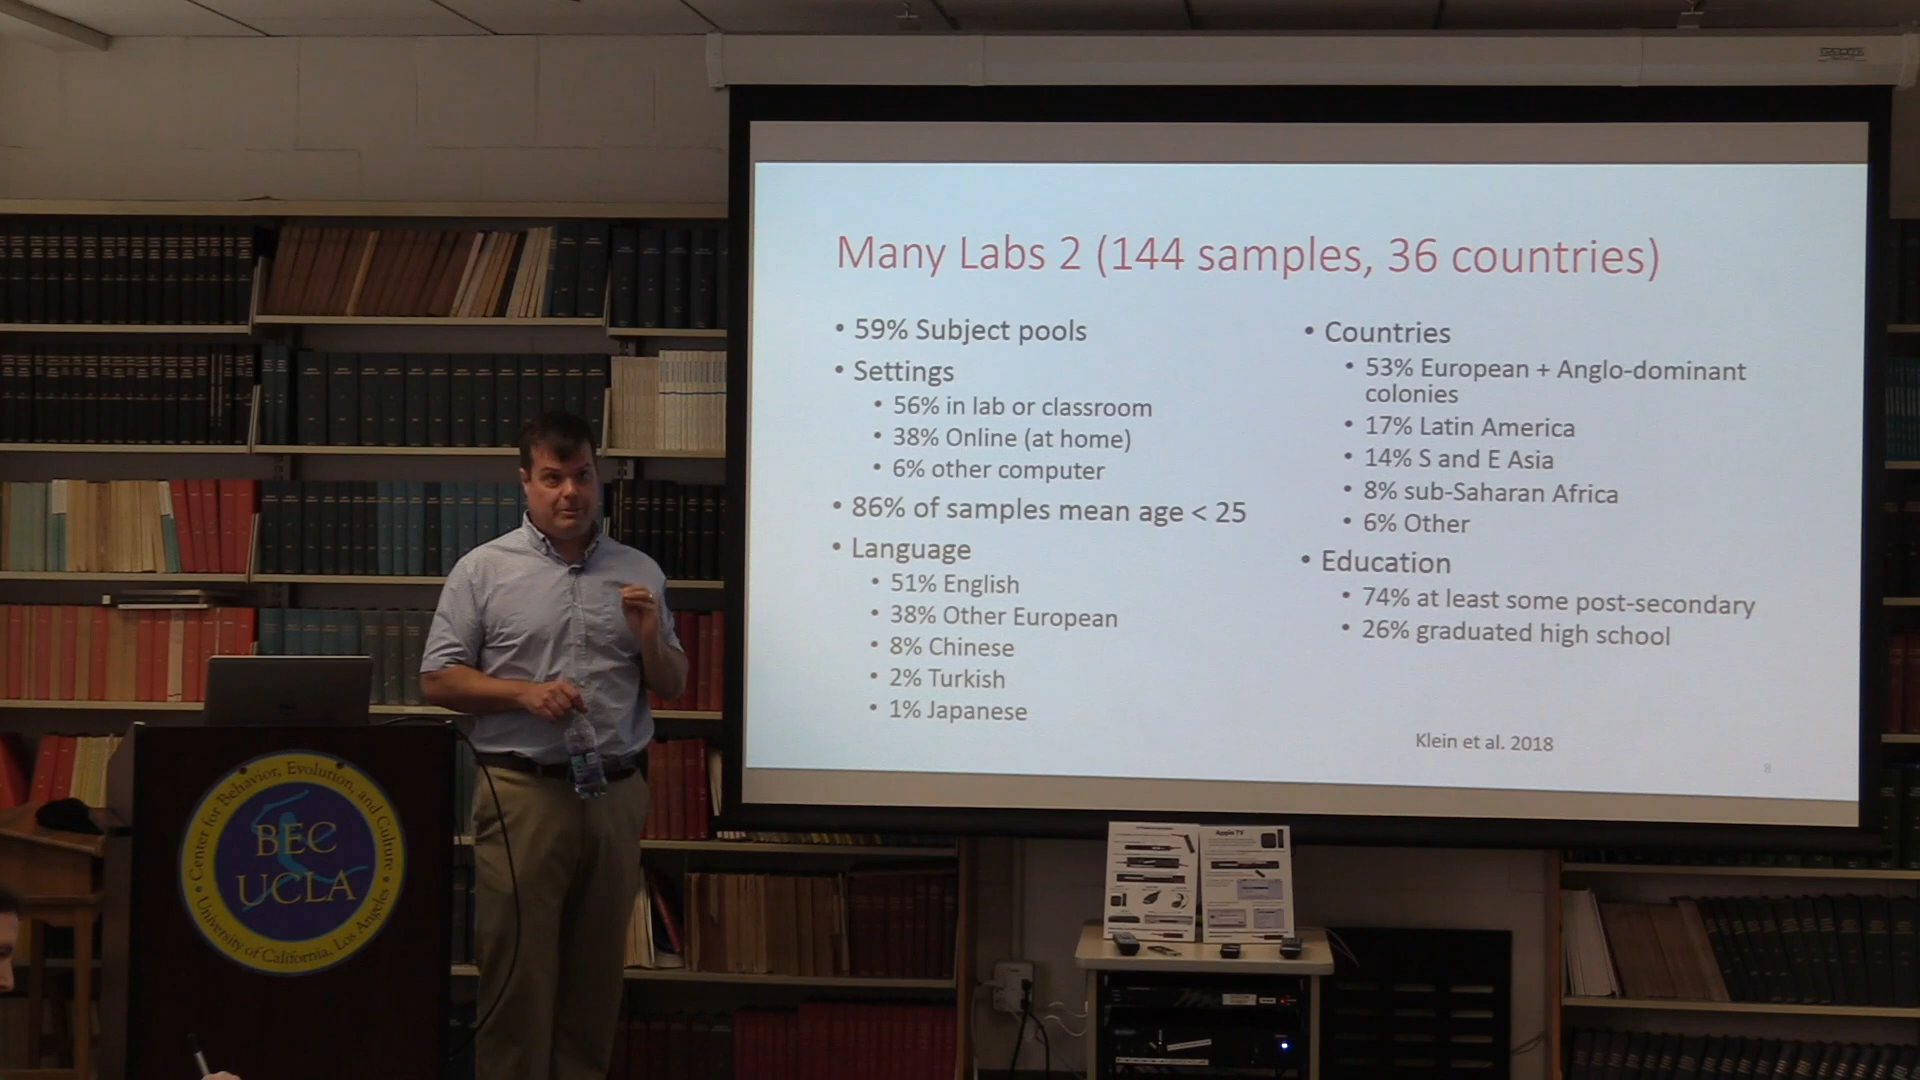 Many Labs 2 (144 samples, 36 countries)
• 59% Subject pools
• Settings
• 56% in lab or classroom
• 38% Online (at home)
• 6% other computer
• 86% of samples mean age < 25
• Language
• 51% English
• 38% Other European
• 8% Chinese
• 2% Turkish
• 1% Japanese
• Countries
• 53% European + Anglo-dominant
colonies
• 17% Latin America
• 14% S and E Asia
• 8% sub-Saharan Africa
• 6% Other
• Education
• 74% at least some post-secondary
• 26% graduated high school
Klein et al. 2018
8
Center for Behavior, Evolution, and Culture
BEC
UCLA
University of California, Los Angeles
Apple TV